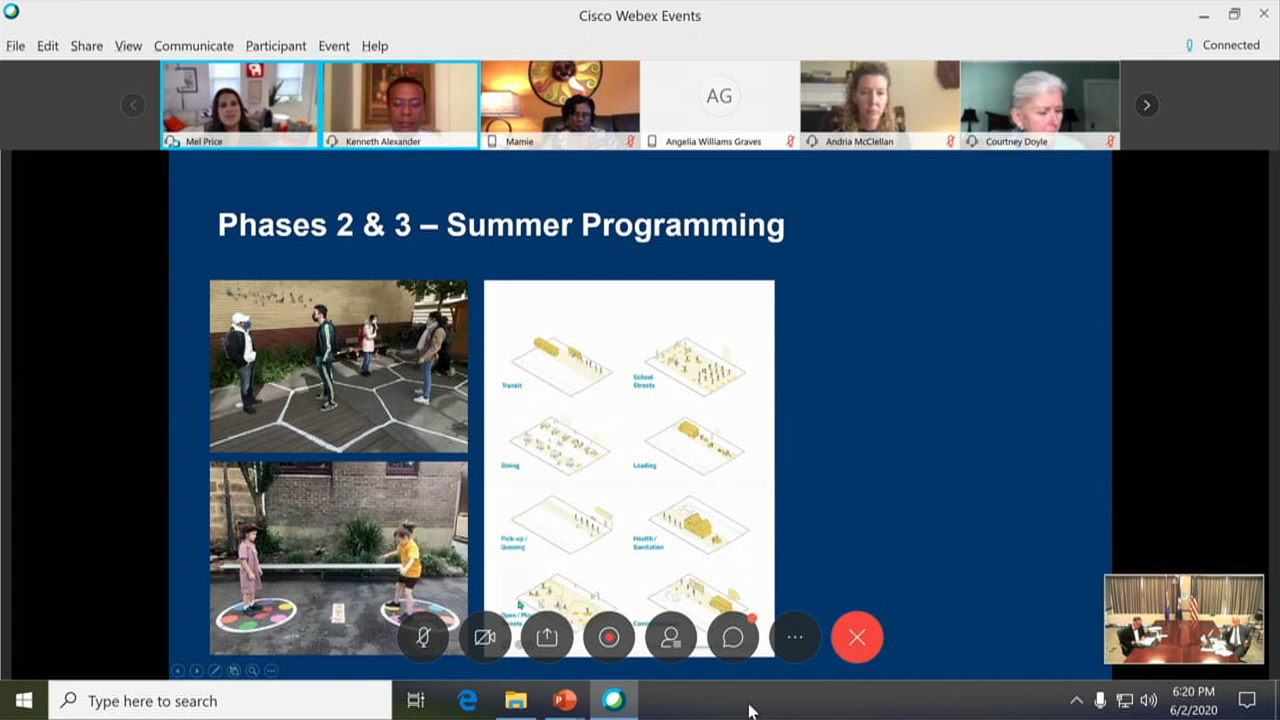 Cisco Webex Events
File Edit Share View Communicate Participant Event Help
Connected
AG
Mel Price
Kenneth Alexander
Mamie
Angelia Williams Graves
Andria McClellan
Courtney Doyle
Phases 2 & 3 – Summer Programming
Transit
School
Streets
Dining
Loading
Pick-up /
Queuing
Health /
Sanitation
Type here to search
6:20 PM
6/2/2020